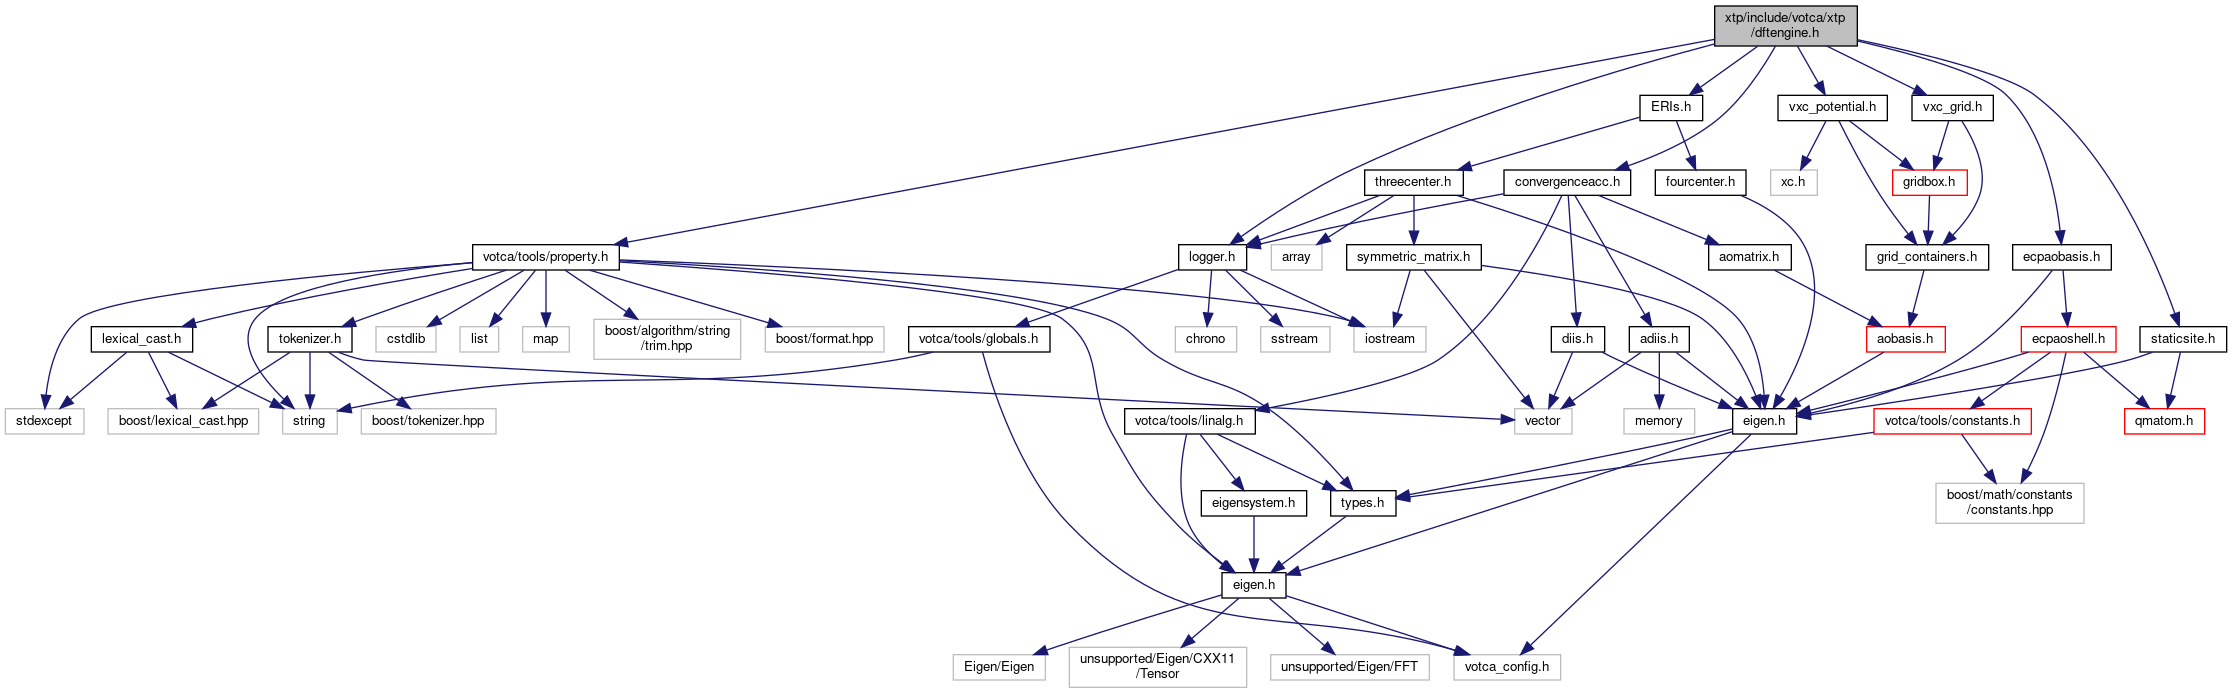 xtp/include/votca/xtp
/dftengine.h
ERIs.h
vxc_potential.h
vxc_grid.h
threecenter.h
convergenceacc.h
fourcenter.h
xc.h
gridbox.h
votca/tools/property.h
logger.h
array
symmetric_matrix.h
aomatrix.h
grid_containers.h
ecpaobasis.h
lexical_cast.h
tokenizer.h
cstdlib
list
map
boost/algorithm/string
/trim.hpp
boost/format.hpp
votca/tools/globals.h
chrono
sstream
iostream
diis.h
adiis.h
aobasis.h
ecpaoshell.h
staticsite.h
stdexcept
boost/lexical_cast.hpp
string
boost/tokenizer.hpp
votca/tools/linalg.h
vector
memory
eigen.h
votca/tools/constants.h
qmatom.h
eigensystem.h
types.h
boost/math/constants
/constants.hpp
eigen.h
Eigen/Eigen
unsupported/Eigen/CXX11
/Tensor
unsupported/Eigen/FFT
votca_config.h